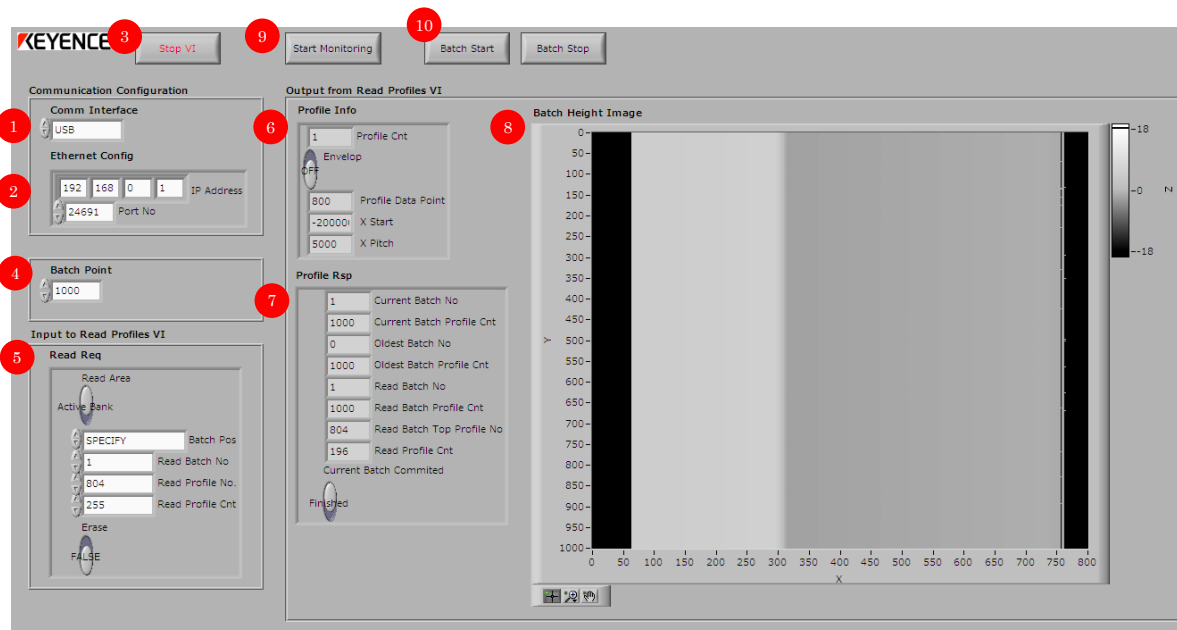 KEYENCE
3
Stop VI
9
Start Monitoring
10
Batch Start
Batch Stop
Communication Configuration
1
Comm Interface
USB
Ethernet Config
2
192 168 0 1 IP Address
24691 Port No
4
Batch Point
1000
Input to Read Profiles VI
5
Read Req
Read Area
Active Bank
SPECIFY Batch Pos
1 Read Batch No
804 Read Profile No.
255 Read Profile Cnt
Erase
FALSE
Output from Read Profiles VI
6
Profile Info
1 Profile Cnt
Envelop
OFF
800 Profile Data Point
X Start
5000 X Pitch
7
Profile Rsp
1 Current Batch No
1000 Current Batch Profile Cnt
0 Oldest Batch No
1000 Oldest Batch Profile Cnt
1 Read Batch No
1000 Read Batch Profile Cnt
804 Read Batch Top Profile No
196 Read Profile Cnt
Current Batch Commited
Finished
8
Batch Height Image
0
50
100
150
200
250
300
350
400
450
500
550
600
650
700
750
800
850
900
950
1000
Y
0 50 100 150 200 250 300 350 400 450 500 550 600 650 700 750 800
X
18
0
-18
Z